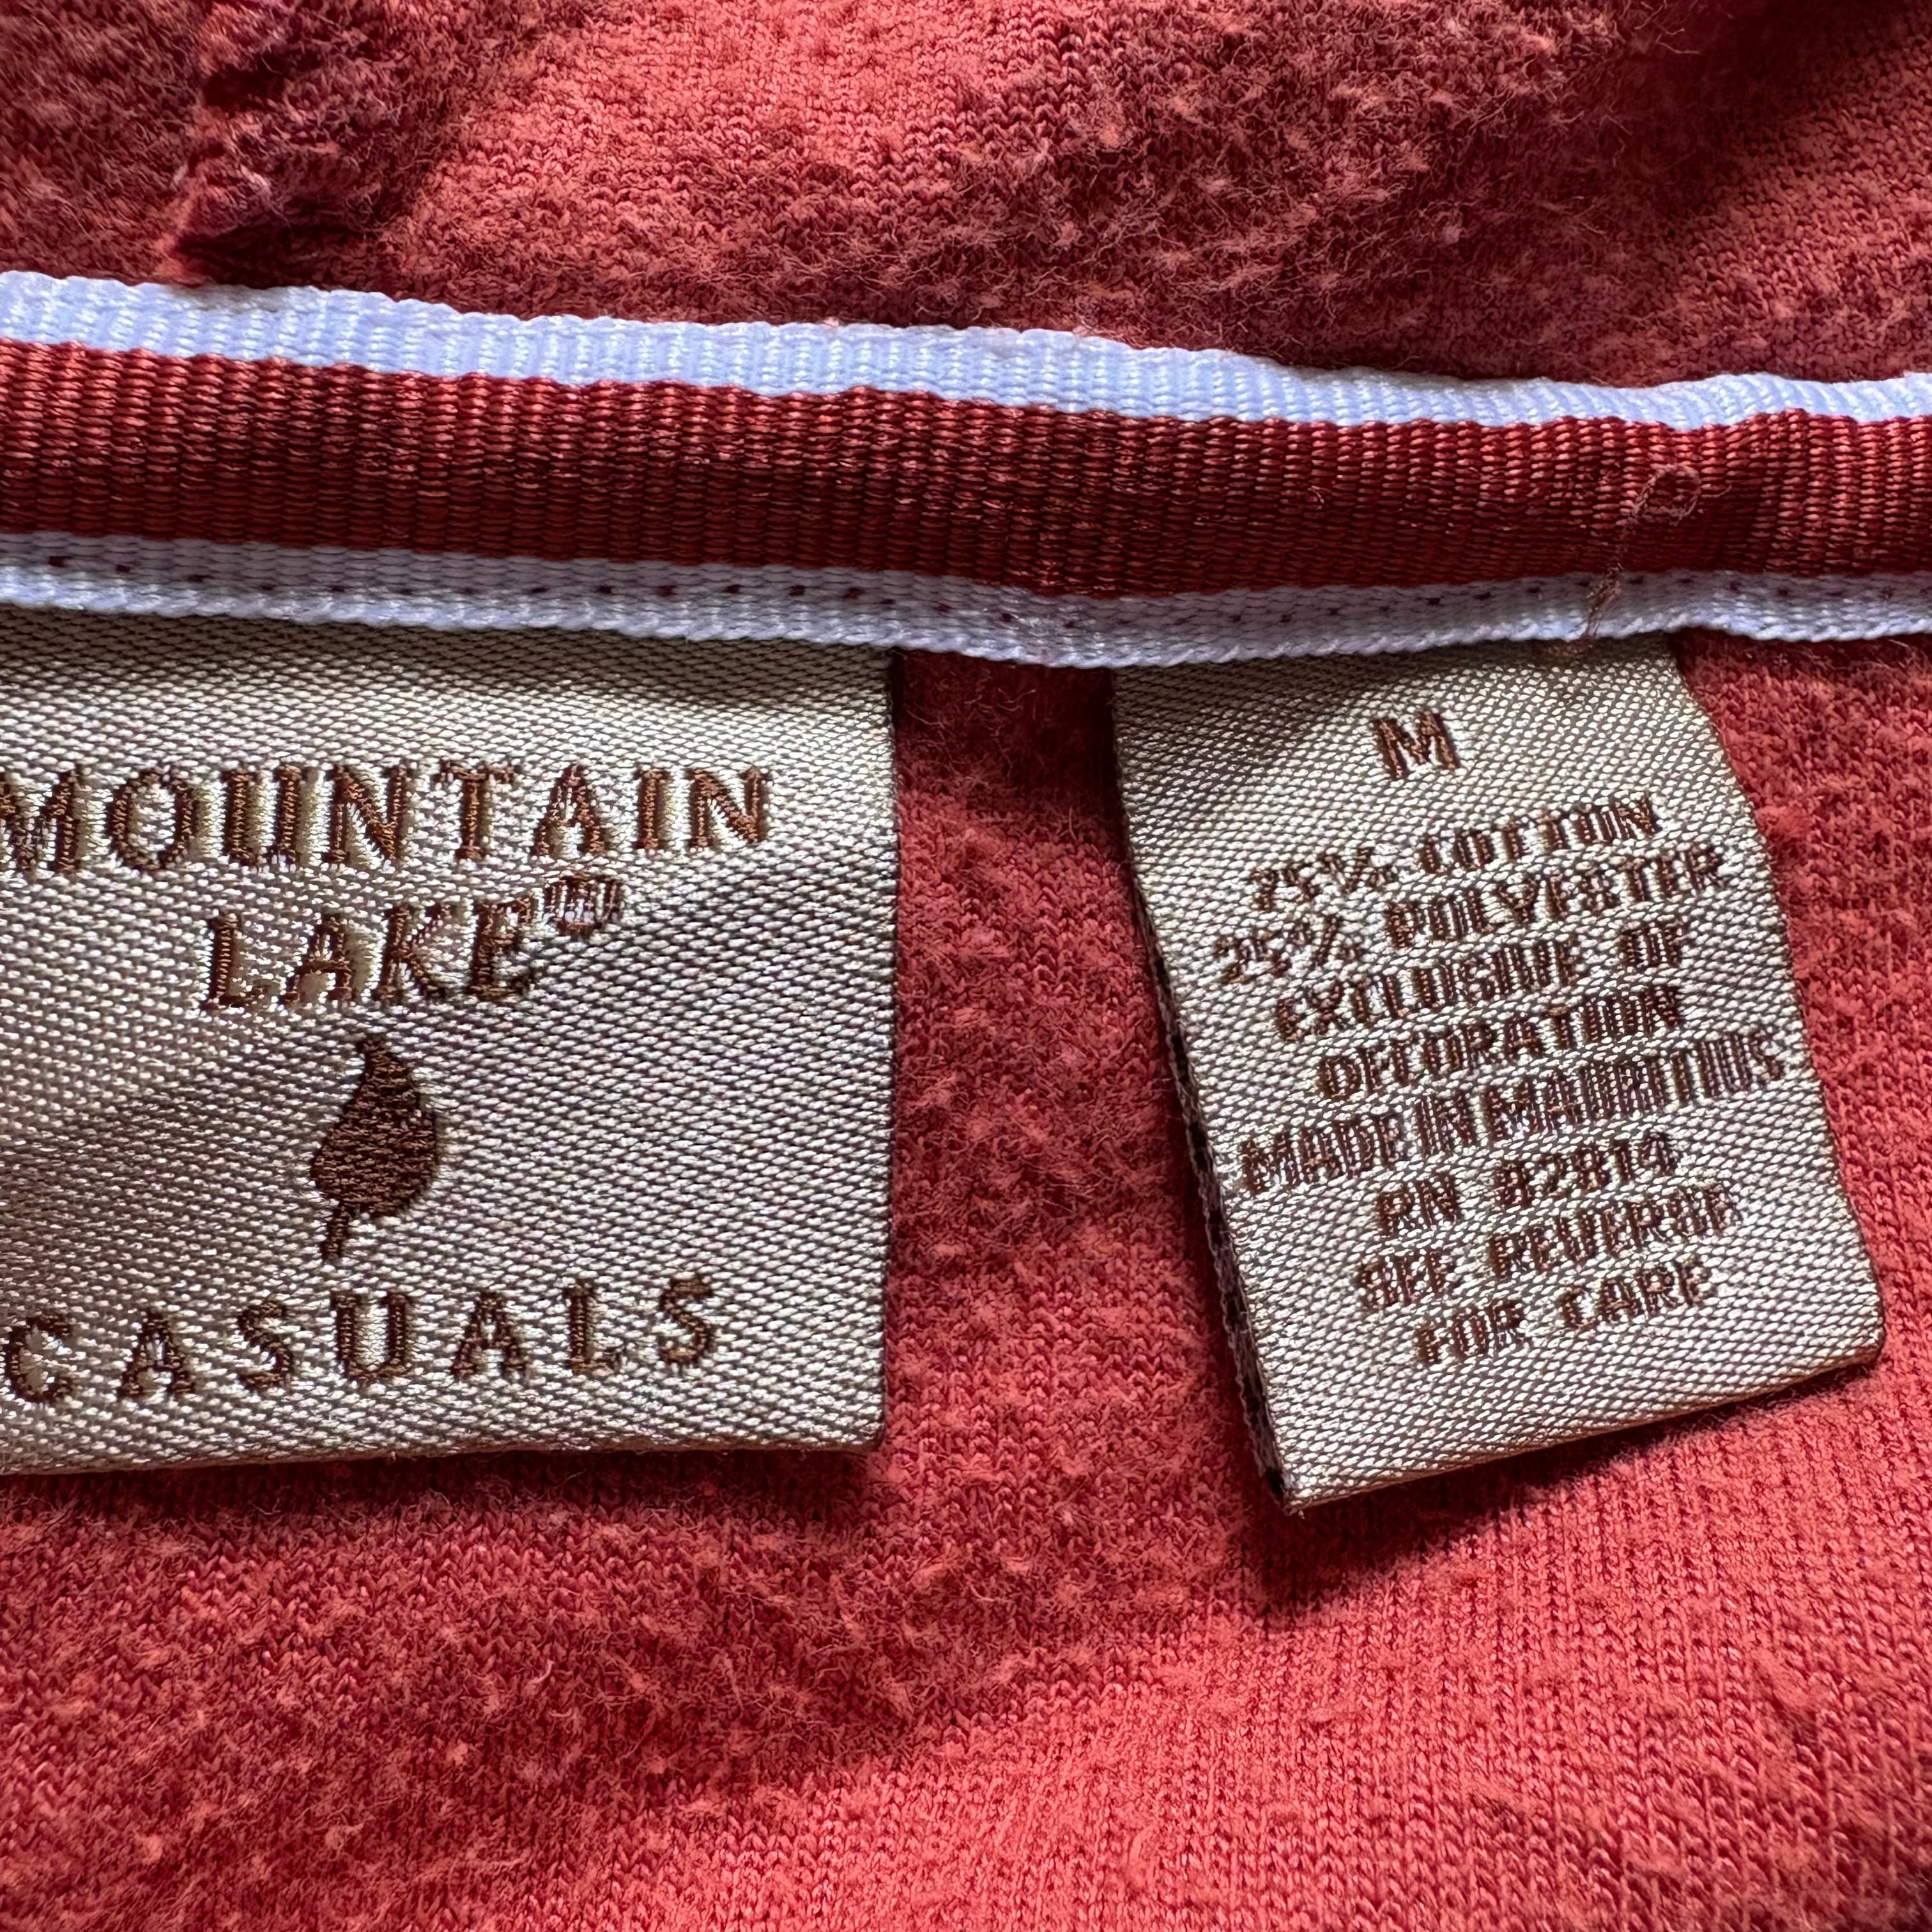 MOUNTAIN
LAKE
CASUALS
M
75% COTTON
25% POLYESTER
EXCLUSIVE OF
DECORATION
MADE IN MAURITIUS
RN 82814
SEE REVERSE
FOR CARE